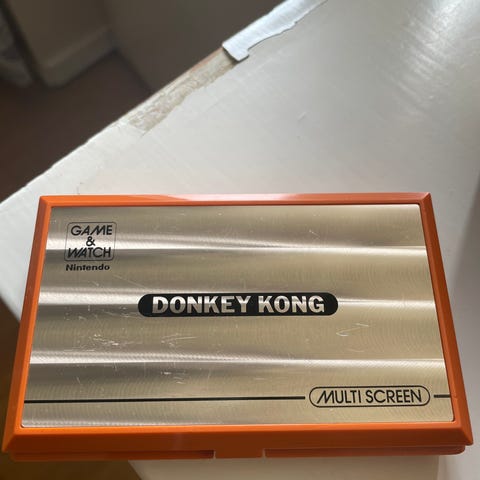 GAME
&
WATCH
Nintendo
DONKEY KONG
MULTI SCREEN